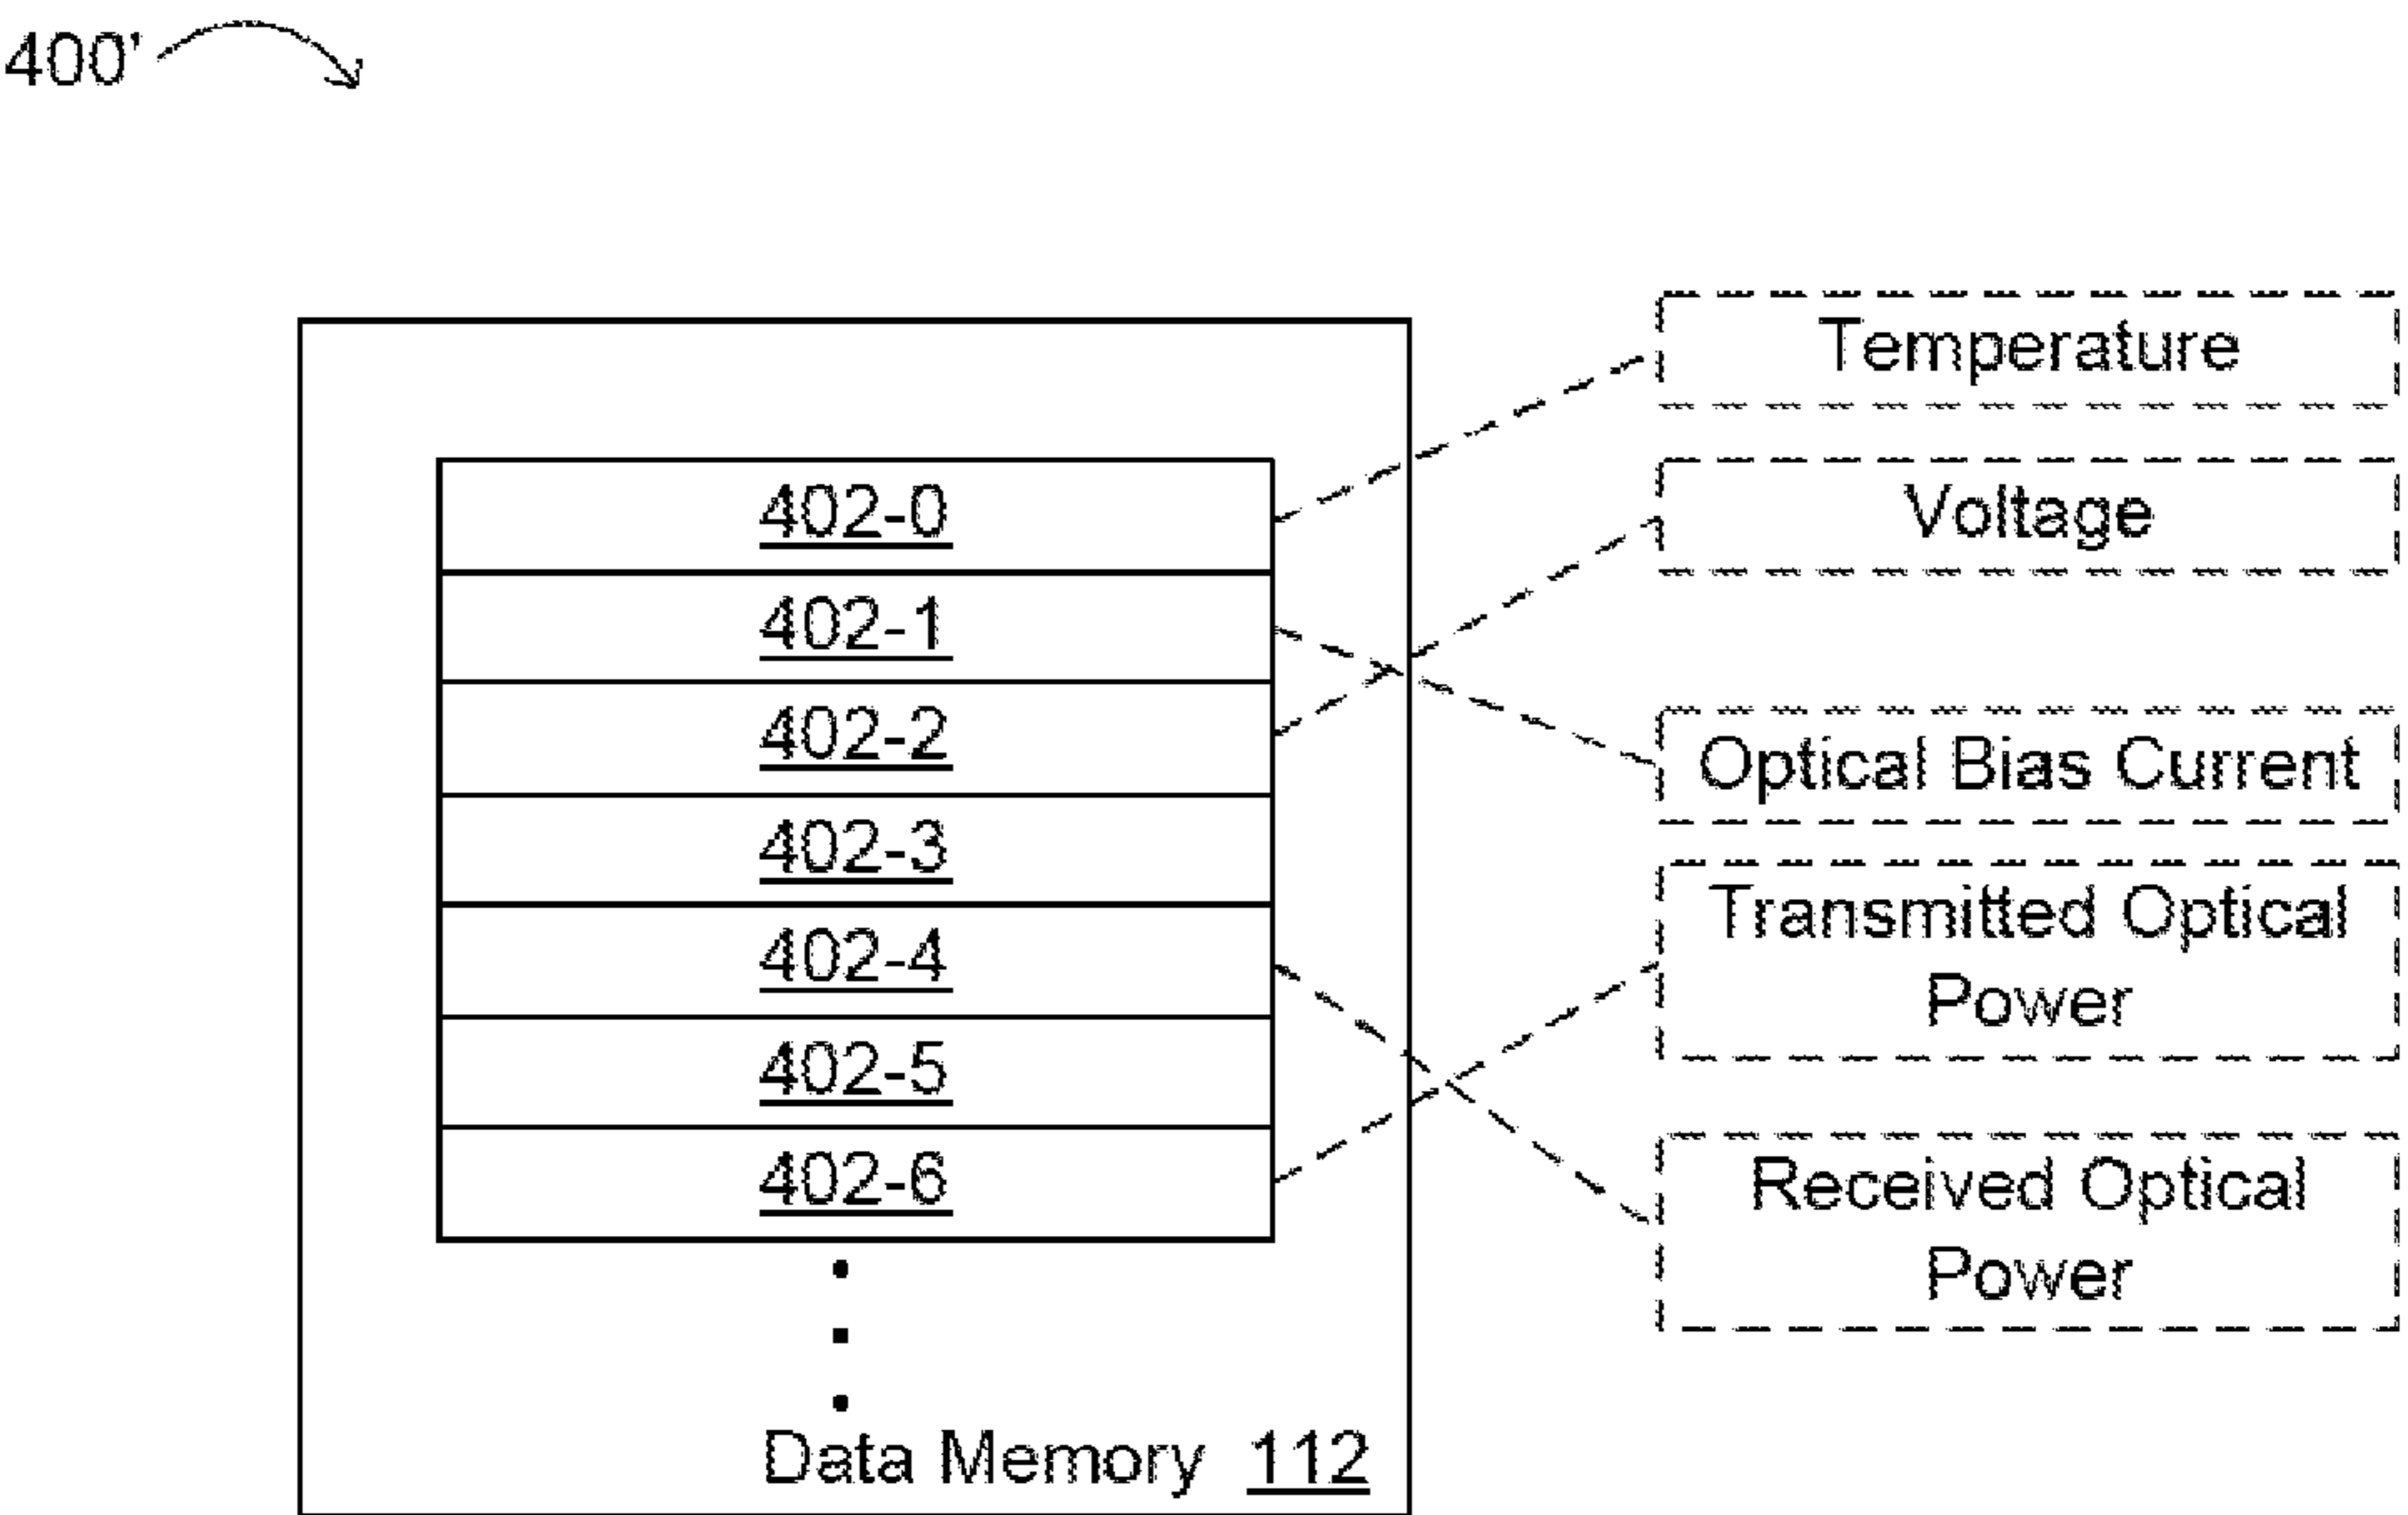 400'
402-0
402-1
402-2
402-3
402-4
402-5
402-6
Data Memory 112
Temperature
Voltage
Optical Bias Current
Transmitted Optical
Power
Received Optical
Power